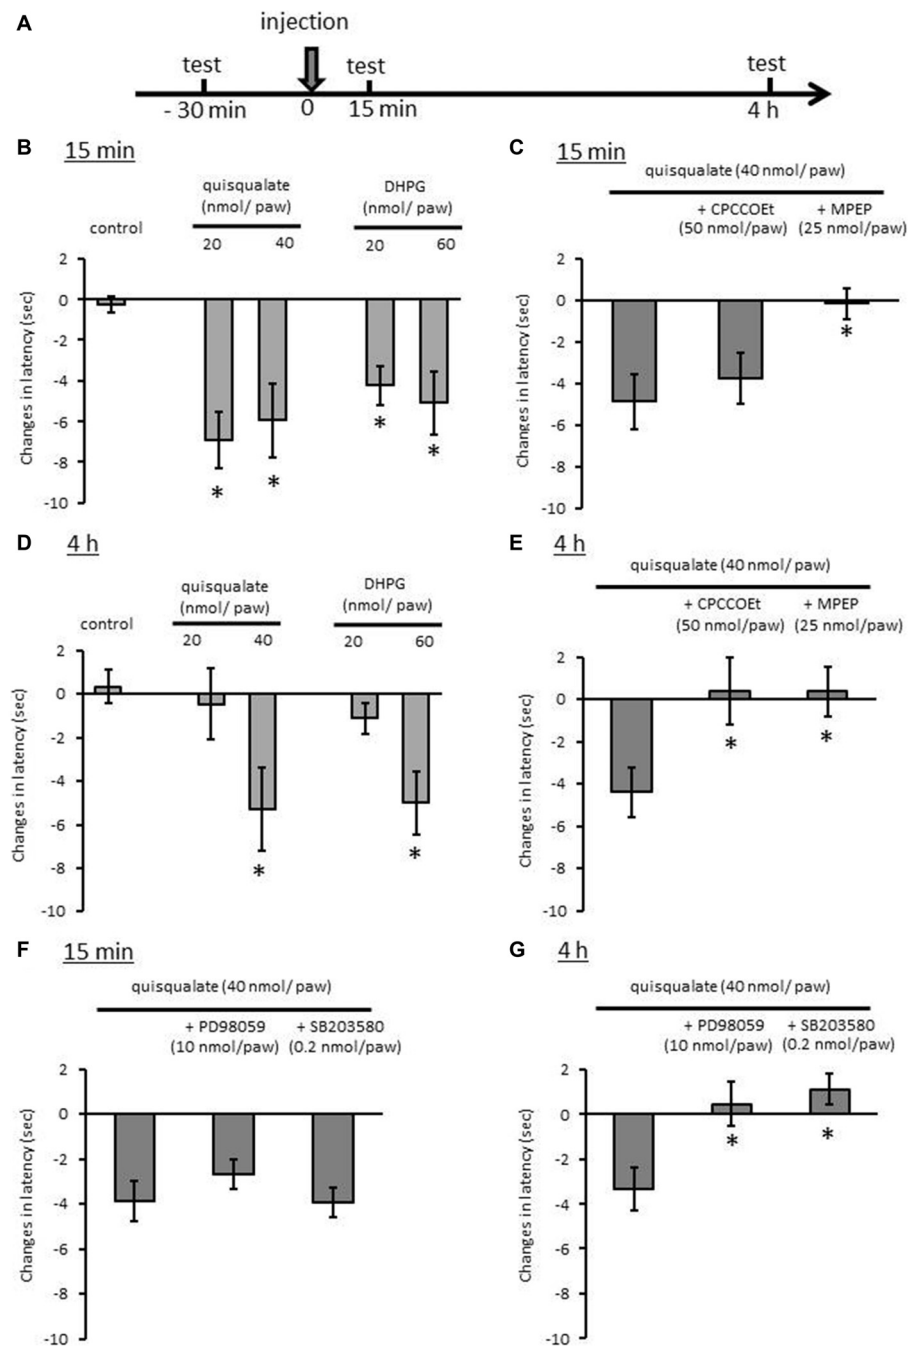 A
injection
test
test
test
- 30 min
0
15 min
4 h
B
15 min
quisqualate
(nmol/ paw)
DHPG
(nmol/ paw)
control
20
40
20
60
2
0
-2
-4
-6
-8
-10
Changes in latency (sec)
*
*
*
*
C
15 min
quisqualate (40 nmol/ paw)
+ CPCCOEt
(50 nmol/paw)
+ MPEP
(25 nmol/paw)
2
0
-2
-4
-6
-8
-10
Changes in latency (sec)
*
D
4 h
quisqualate
(nmol/ paw)
DHPG
(nmol/ paw)
control
20
40
20
60
2
0
-2
-4
-6
-8
-10
Changes in latency (sec)
*
*
E
4 h
quisqualate (40 nmol/ paw)
+ CPCCOEt
(50 nmol/paw)
+ MPEP
(25 nmol/paw)
2
0
-2
-4
-6
-8
-10
Changes in latency (sec)
*
*
F
15 min
quisqualate (40 nmol/ paw)
+ PD98059
(10 nmol/paw)
+ SB203580
(0.2 nmol/paw)
2
0
-2
-4
-6
-8
-10
Changes in latency (sec)
G
4 h
quisqualate (40 nmol/ paw)
+ PD98059
(10 nmol/paw)
+ SB203580
(0.2 nmol/paw)
2
0
-2
-4
-6
-8
-10
Changes in latency (sec)
*
*